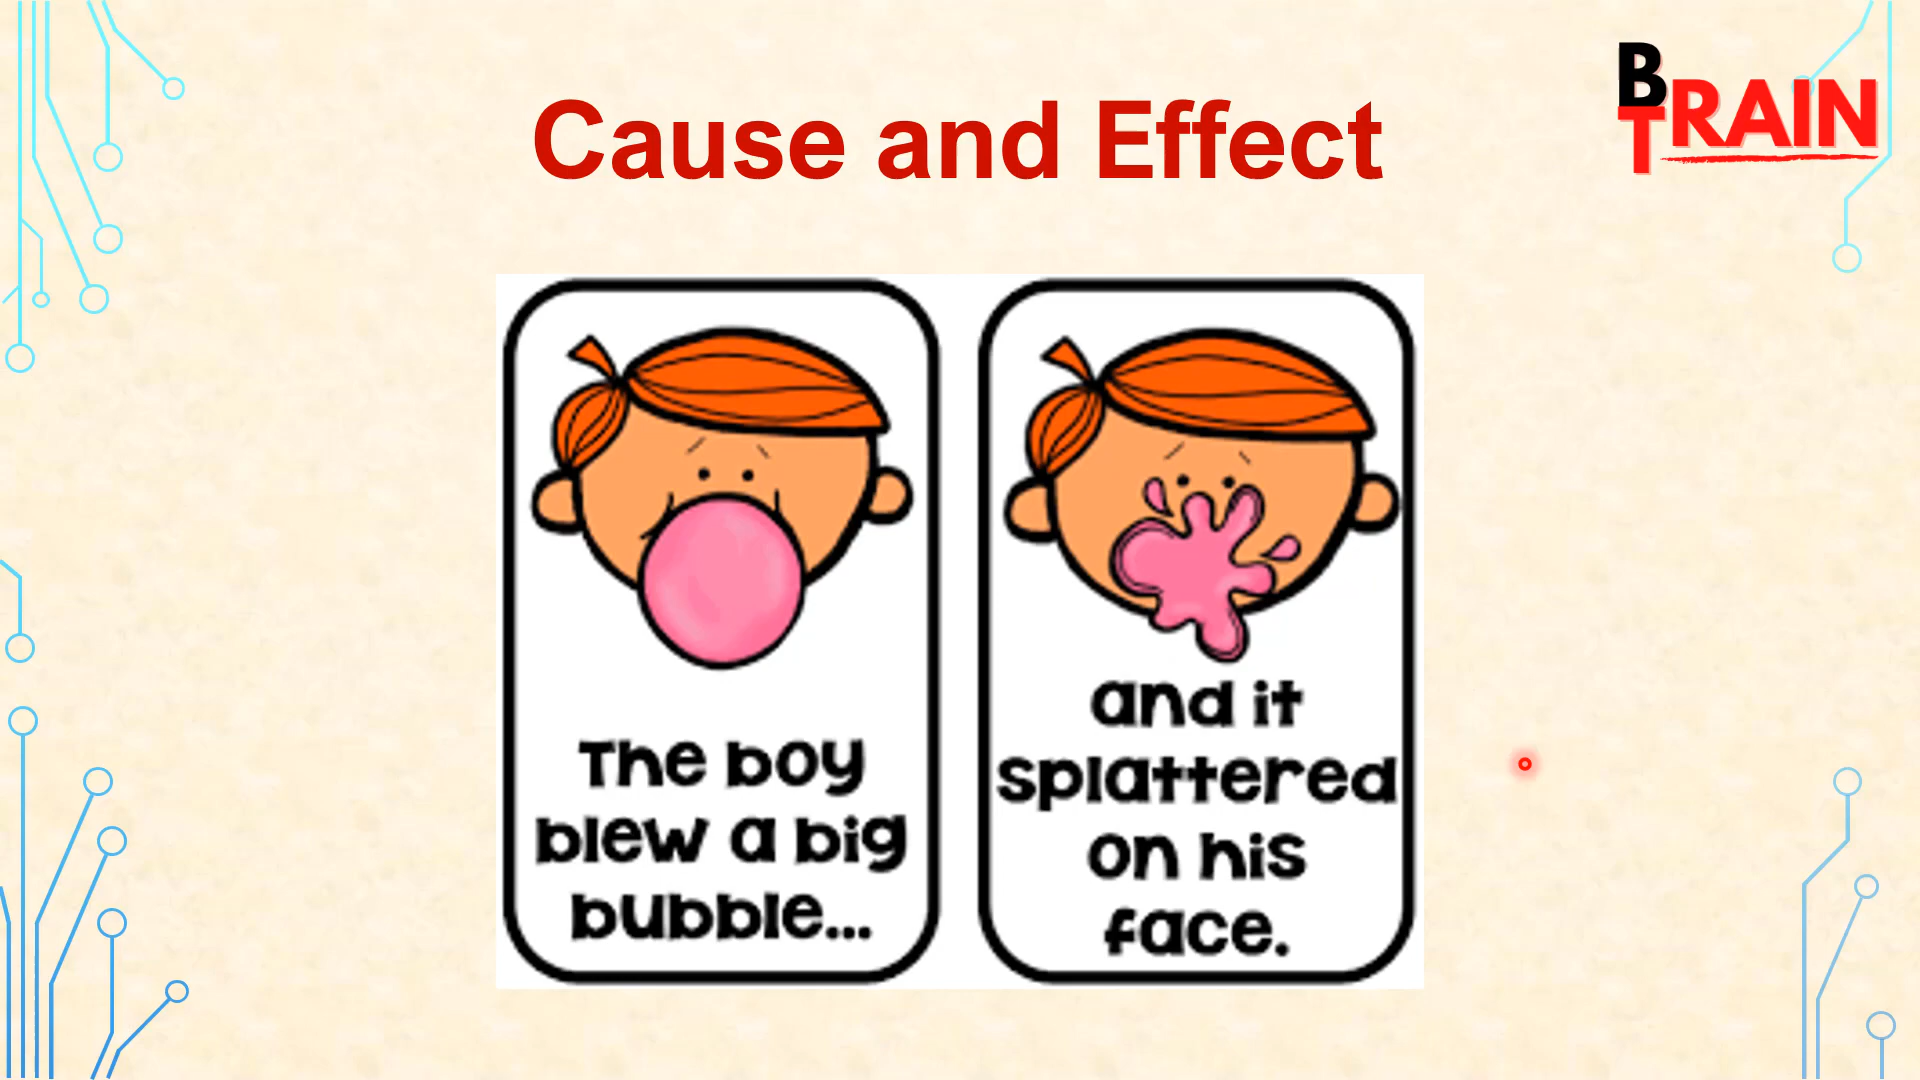 Cause and Effect
BRAIN
T
The boy
blew a big
bubble...
and it
splattered
on his
face.